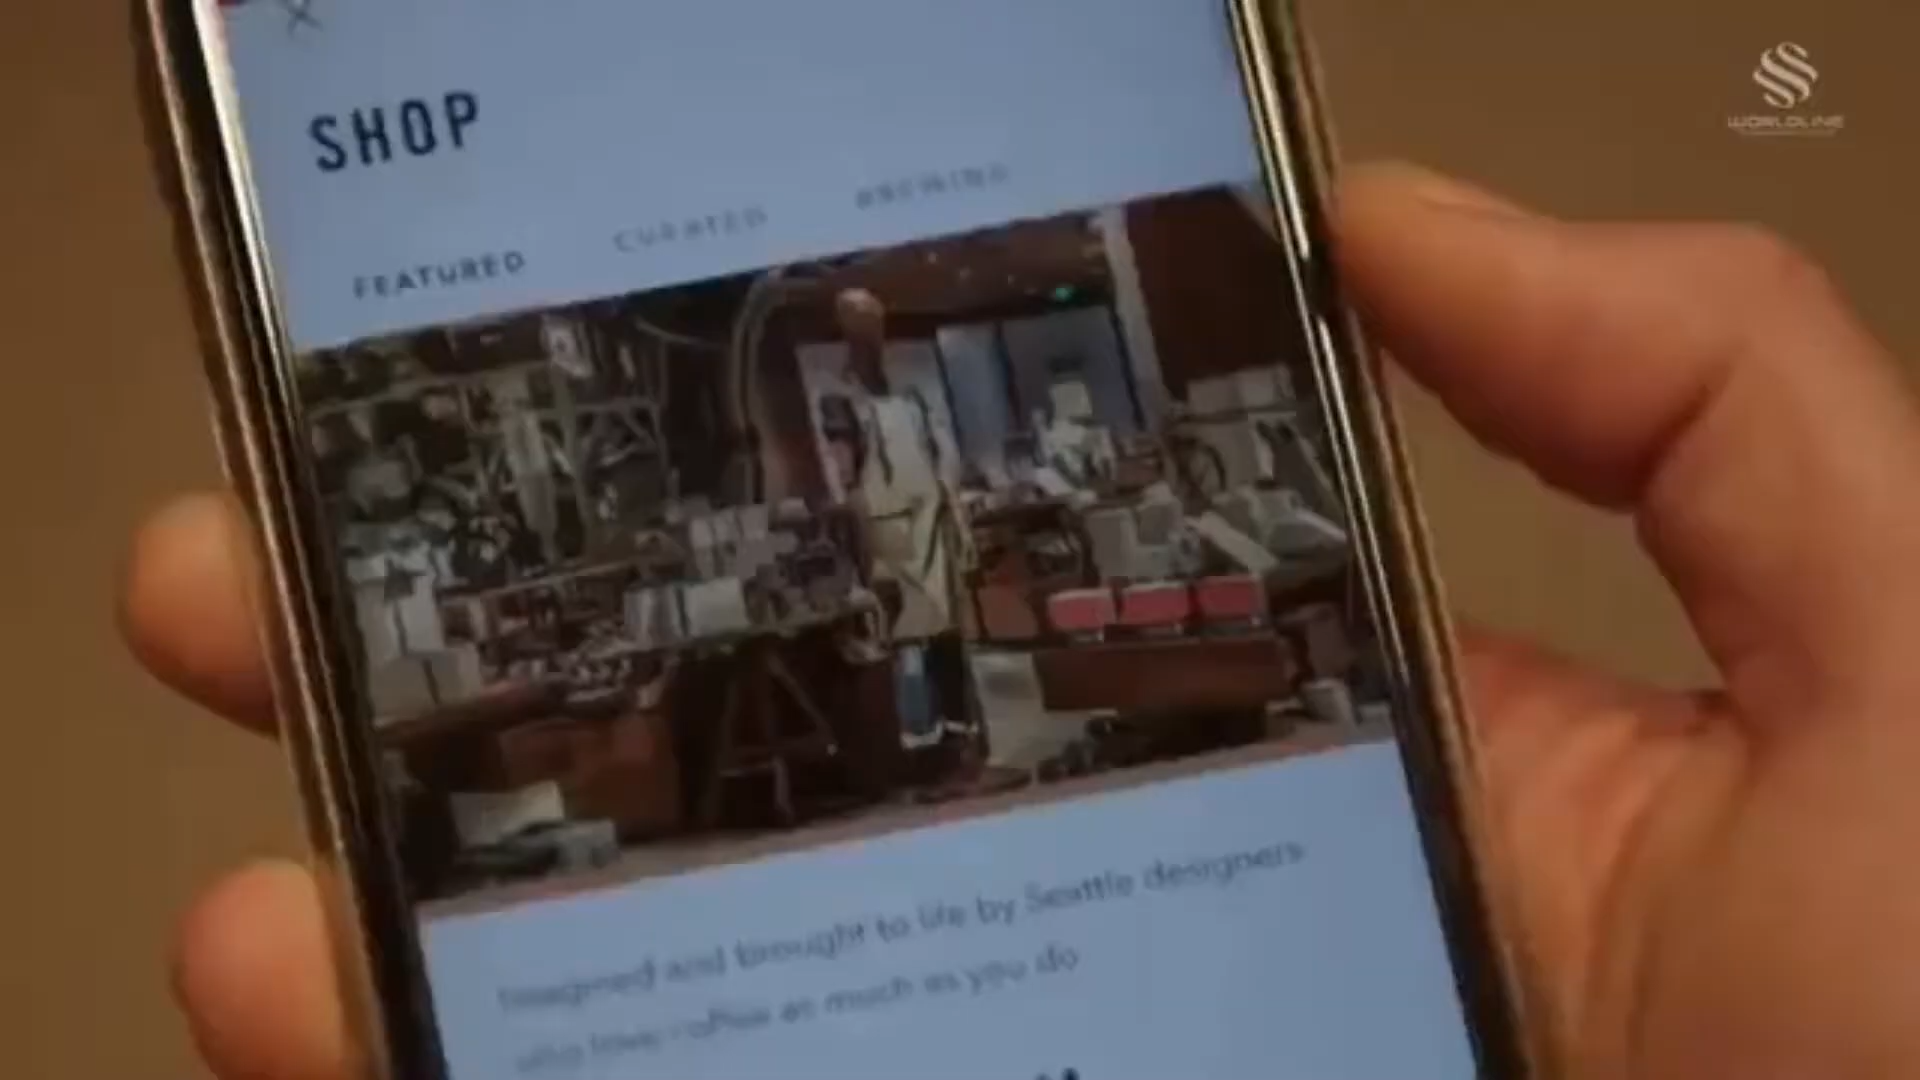 WORLDLINE
SHOP
FEATURED CURATED BREWING
Imagined and brought to life by Seattle designers
who love coffee as much as you do